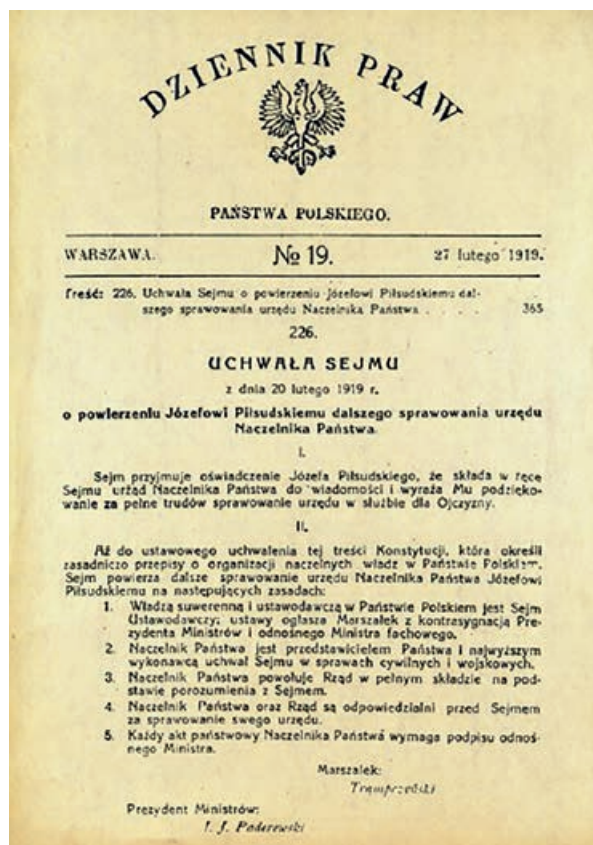 DZIENNIK PRAW
PAŃSTWA POLSKIEGO.
WARSZAWA. № 19. 27 lutego 1919.
Treść: 226. Uchwała Sejmu o powierzeniu Józefowi Piłsudskiemu dal-
szego sprawowania urzędu Naczelnika Państwa . . . . 365
226.
UCHWAŁA SEJMU
z dnia 20 lutego 1919 r.
o powierzeniu Józefowi Piłsudskiemu dalszego sprawowania urzędu
Naczelnika Państwa.
I.
Sejm przyjmuje oświadczenie Józefa Piłsudskiego, że składa w ręce
Sejmu urząd Naczelnika Państwa do wiadomości i wyraża Mu podzięko-
wanie za pełne trudów sprawowanie urzędu w służbie dla Ojczyzny.
II.
Aż do ustawowego uchwalenia tej treści Konstytucji, która określi
zasadniczo przepisy o organizacji naczelnych władz w Państwie Polskiem,
Sejm powierza dalsze sprawowanie urzędu Naczelnika Państwa Józefowi
Piłsudskiemu na następujących zasadach:
1. Władzą suwerenną i ustawodawczą w Państwie Polskiem jest Sejm
Ustawodawczy; ustawy ogłasza Marszałek z kontrasygnacją Pre-
zydenta Ministrów i odnośnego Ministra fachowego.
2. Naczelnik Państwa jest przedstawicielem Państwa i najwyższym
wykonawcą uchwał Sejmu w sprawach cywilnych i wojskowych.
3. Naczelnik Państwa powołuje Rząd w pełnym składzie na pod-
stawie porozumienia z Sejmem.
4. Naczelnik Państwa oraz Rząd są odpowiedzialni przed Sejmem
za sprawowanie swego urzędu.
5. Każdy akt państwowy Naczelnika Państwa wymaga podpisu odnoś-
nego Ministra.
Marszałek:
Trąmpczyński
Prezydent Ministrów:
I. J. Paderewski